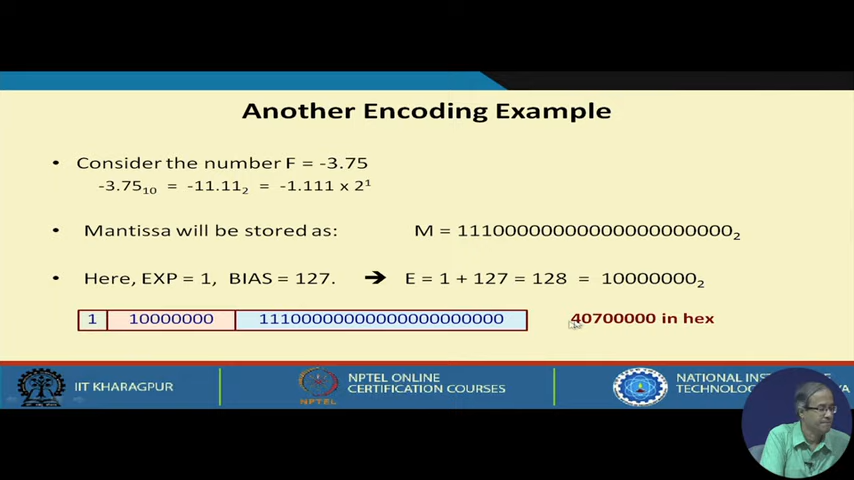 Another Encoding Example
• Consider the number F = -3.75
-3.75₁₀ = -11.11₂ = -1.111 x 2¹
• Mantissa will be stored as: M = 11100000000000000000000₂
• Here, EXP = 1, BIAS = 127. ➔ E = 1 + 127 = 128 = 10000000₂
1 10000000 11100000000000000000000 40700000 in hex
IIT KHARAGPUR
NPTEL
NPTEL ONLINE
CERTIFICATION COURSES
NATIONAL
TECHNOLOG